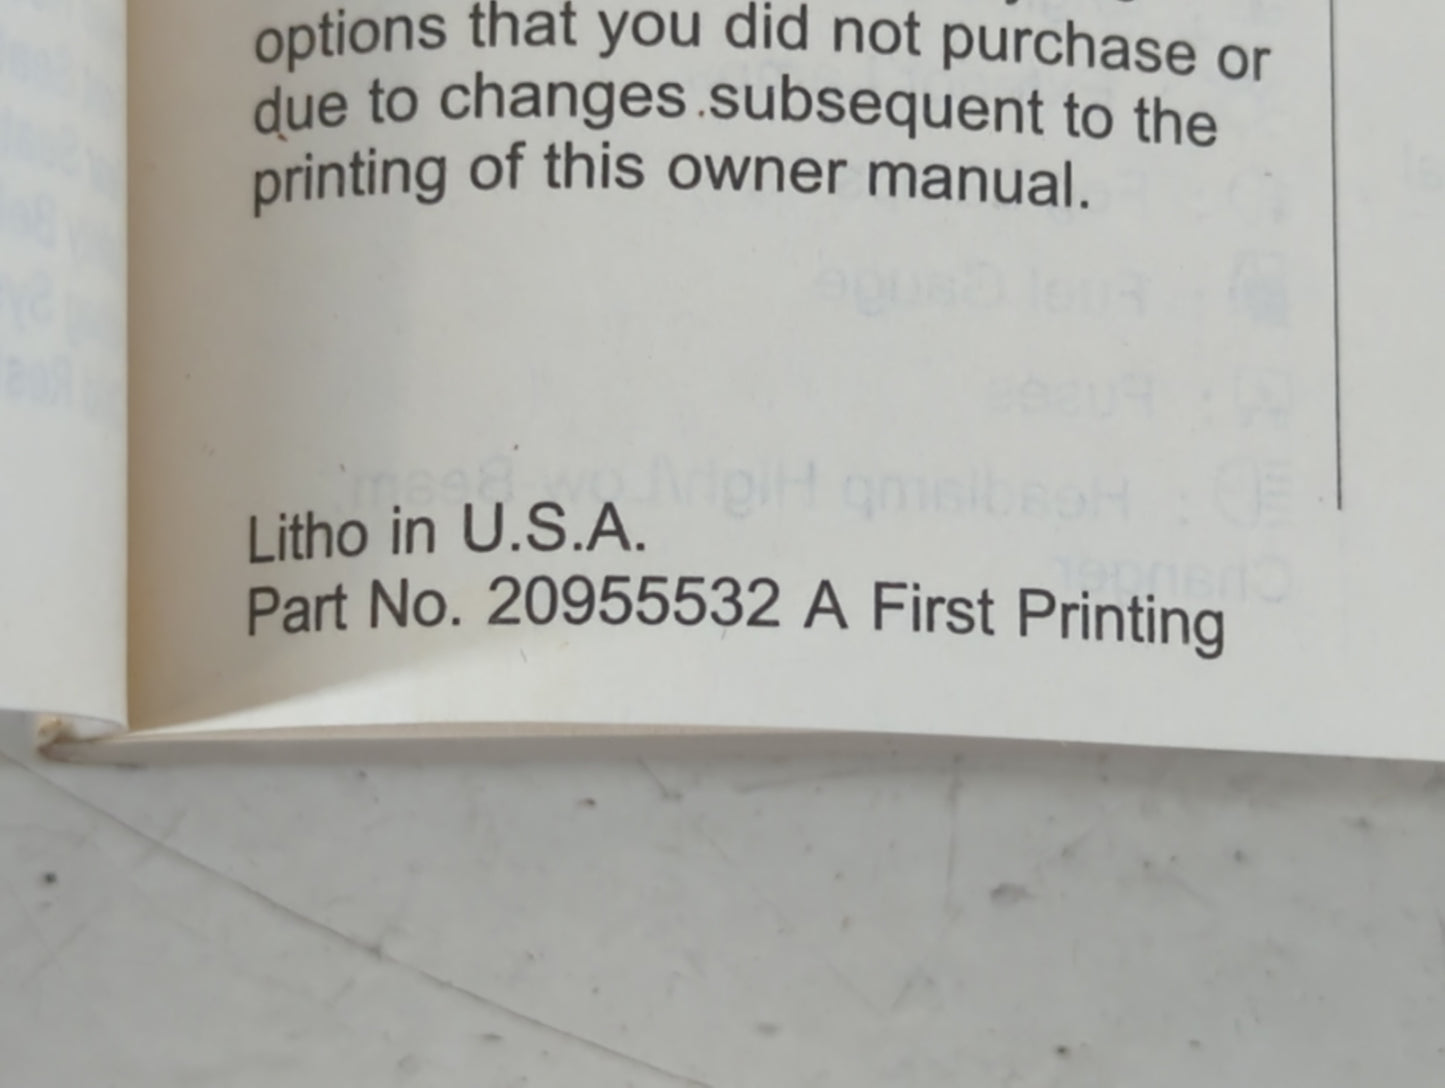 options that you did not purchase or
due to changes subsequent to the
printing of this owner manual.
Litho in U.S.A.
Part No. 20955532 A First Printing